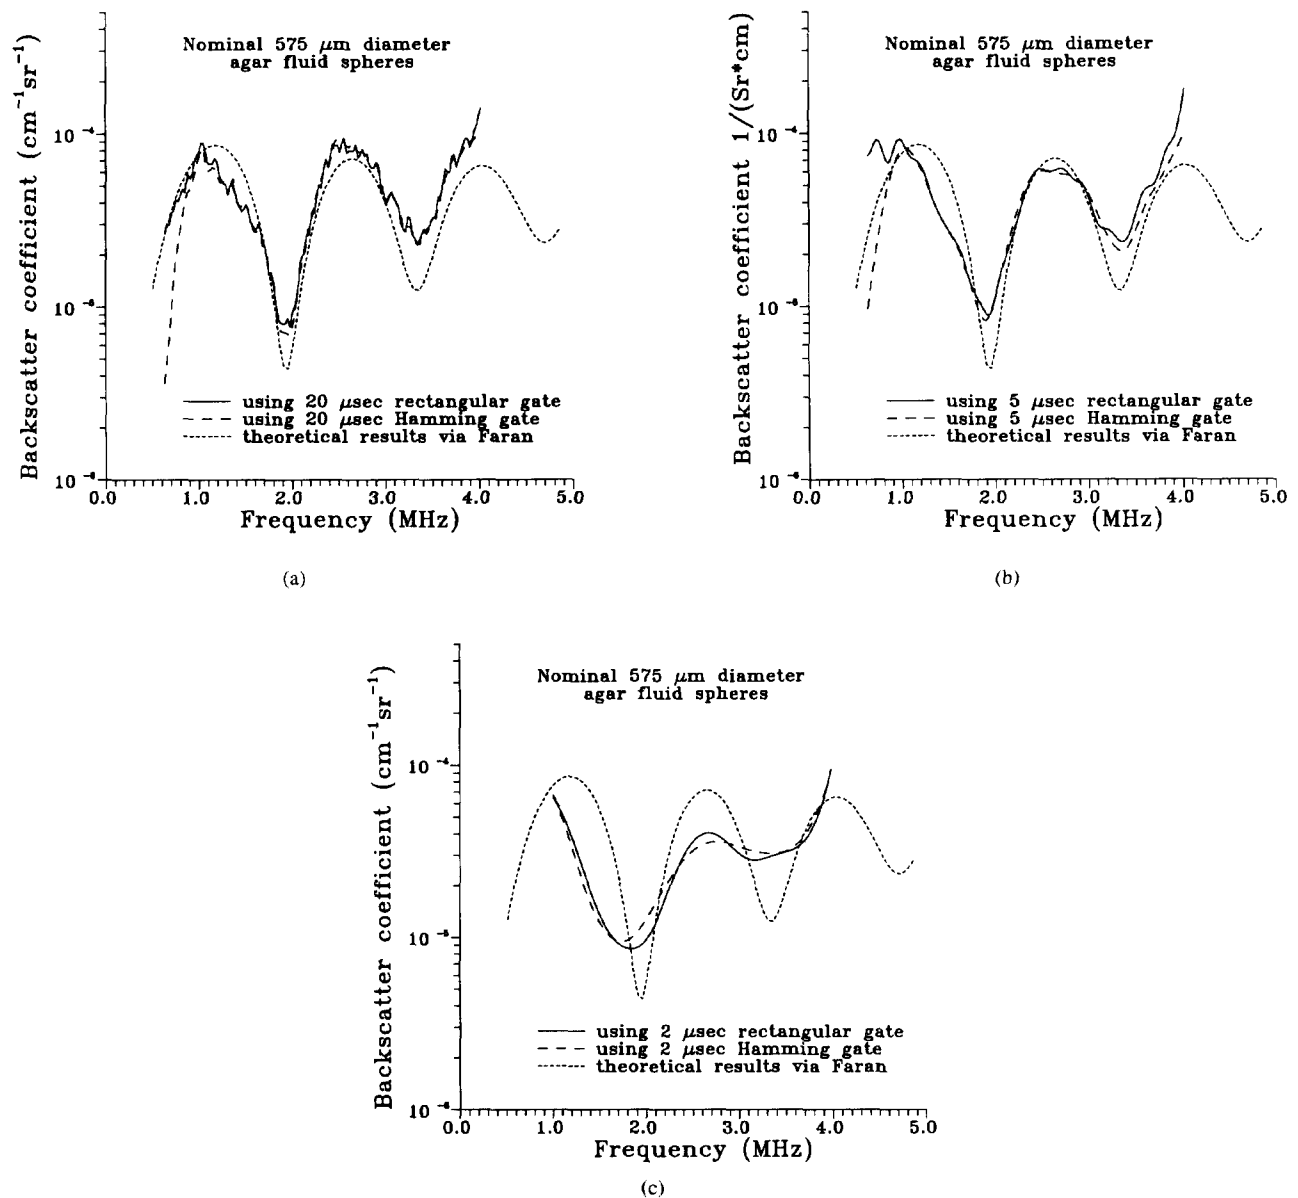 Backscatter coefficient (cm⁻¹sr⁻¹)
Nominal 575 μm diameter
agar fluid spheres
10⁻⁴
10⁻⁵
10⁻⁶
using 20 μsec rectangular gate
using 20 μsec Hamming gate
theoretical results via Faran
0.0 1.0 2.0 3.0 4.0 5.0
Frequency (MHz)
(a)
Backscatter coefficient 1/(Sr*cm)
Nominal 575 μm diameter
agar fluid spheres
10⁻⁴
10⁻⁵
10⁻⁶
using 5 μsec rectangular gate
using 5 μsec Hamming gate
theoretical results via Faran
0.0 1.0 2.0 3.0 4.0 5.0
Frequency (MHz)
(b)
Backscatter coefficient (cm⁻¹sr⁻¹)
Nominal 575 μm diameter
agar fluid spheres
10⁻⁴
10⁻⁵
10⁻⁶
using 2 μsec rectangular gate
using 2 μsec Hamming gate
theoretical results via Faran
0.0 1.0 2.0 3.0 4.0 5.0
Frequency (MHz)
(c)